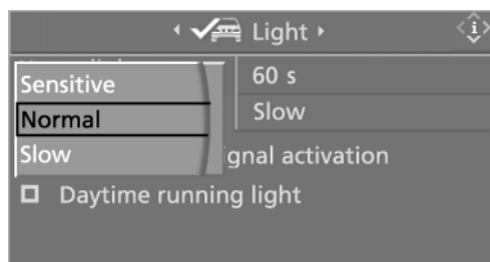 Light
i
60 s
Sensitive
Slow
Normal
Slow
gnal activation
Daytime running light